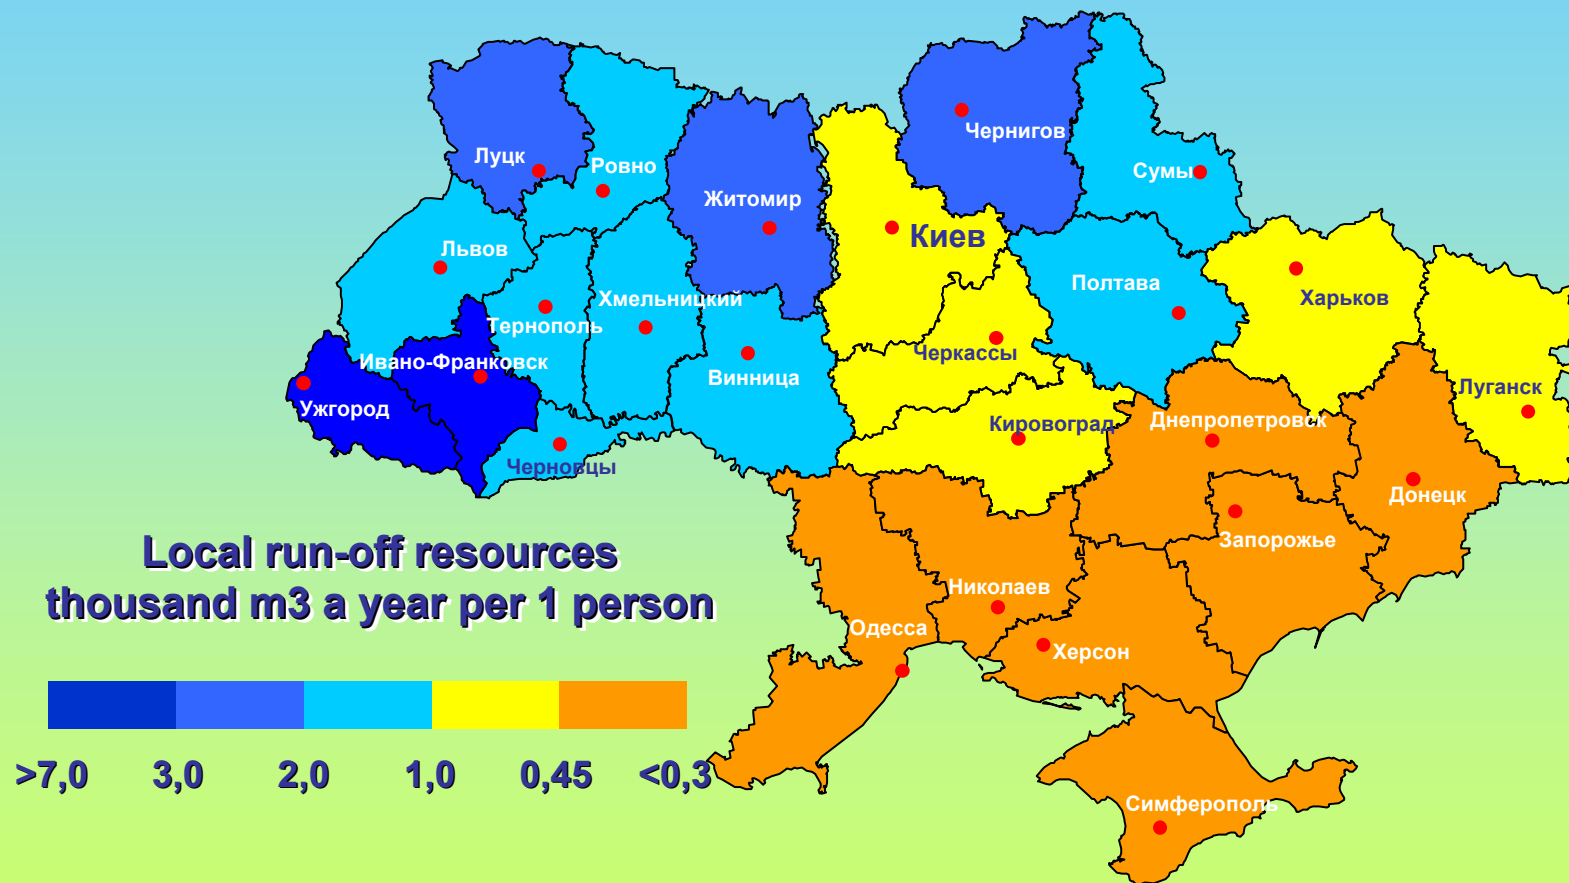 Чернигов
Луцк
Ровно
Сумы
Житомир
Киев
Львов
Полтава
Хмельницкий
Харьков
Тернополь
Черкассы
Ивано-Франковск
Винница
Луганск
Ужгород
Днепропетровск
Кировоград
Черновцы
Донецк
Запорожье
Николаев
Одесса
Херсон
Симферополь
Local run-off resources
thousand m3 a year per 1 person
>7,0 3,0 2,0 1,0 0,45 <0,3